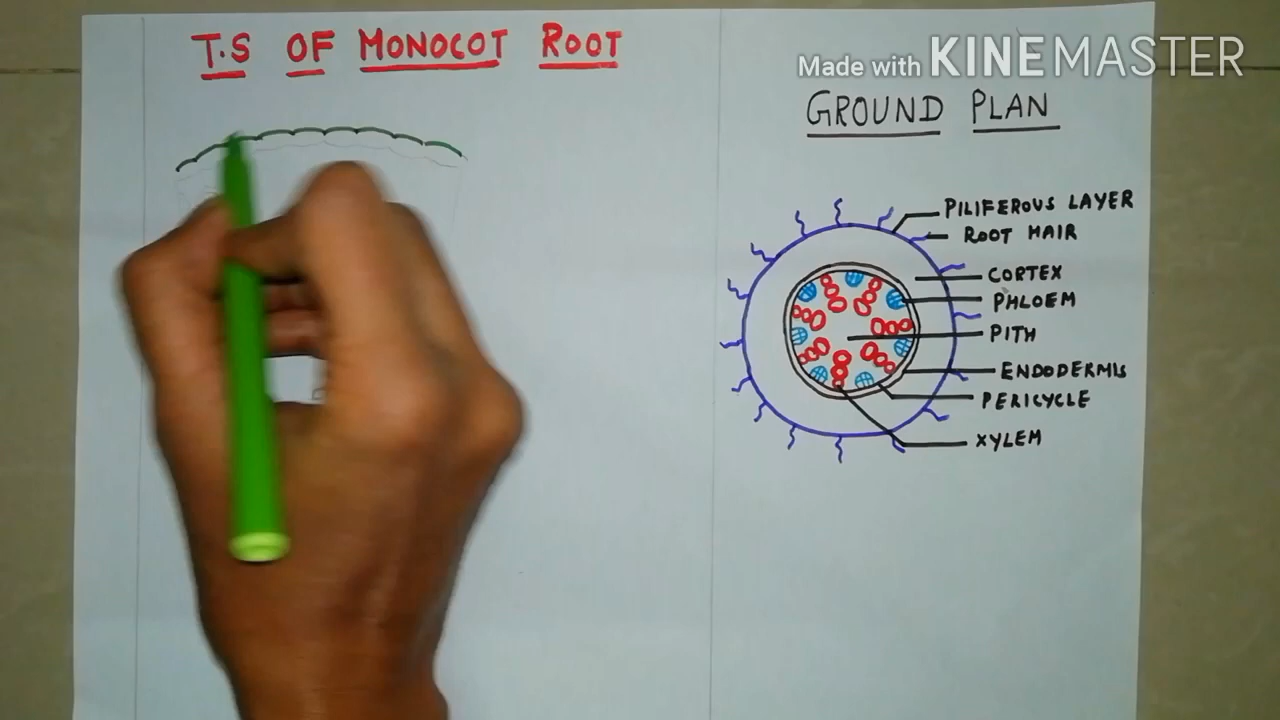 T.S OF MONOCOT ROOT
Made with KINEMASTER
GROUND PLAN
PILIFEROUS LAYER
ROOT HAIR
CORTEX
PHLOEM
PITH
ENDODERMIS
PERICYCLE
XYLEM